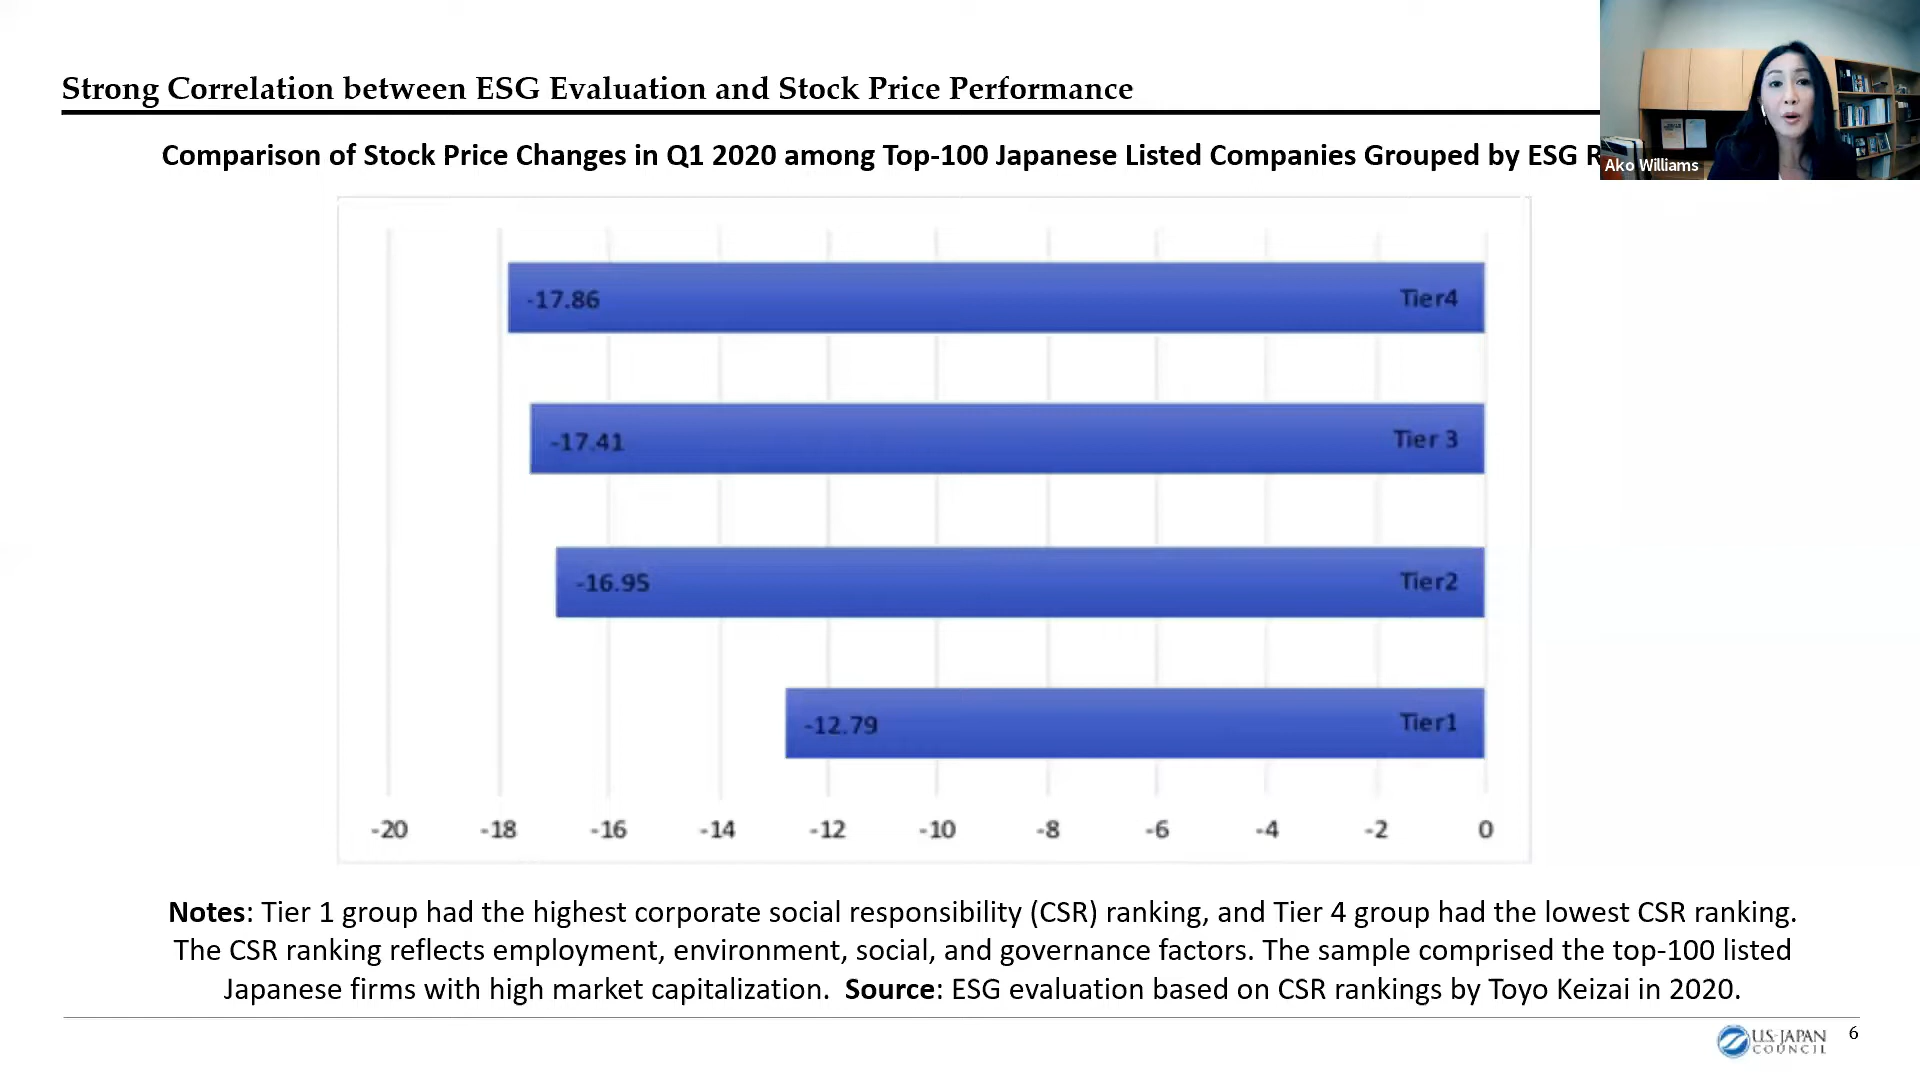 Strong Correlation between ESG Evaluation and Stock Price Performance
Comparison of Stock Price Changes in Q1 2020 among Top-100 Japanese Listed Companies Grouped by ESG
Ako Williams
-17.86 Tier4
-17.41 Tier 3
-16.95 Tier2
-12.79 Tier1
-20 -18 -16 -14 -12 -10 -8 -6 -4 -2 0
Notes: Tier 1 group had the highest corporate social responsibility (CSR) ranking, and Tier 4 group had the lowest CSR ranking.
The CSR ranking reflects employment, environment, social, and governance factors. The sample comprised the top-100 listed
Japanese firms with high market capitalization. Source: ESG evaluation based on CSR rankings by Toyo Keizai in 2020.
U.S.-JAPAN
COUNCIL
6